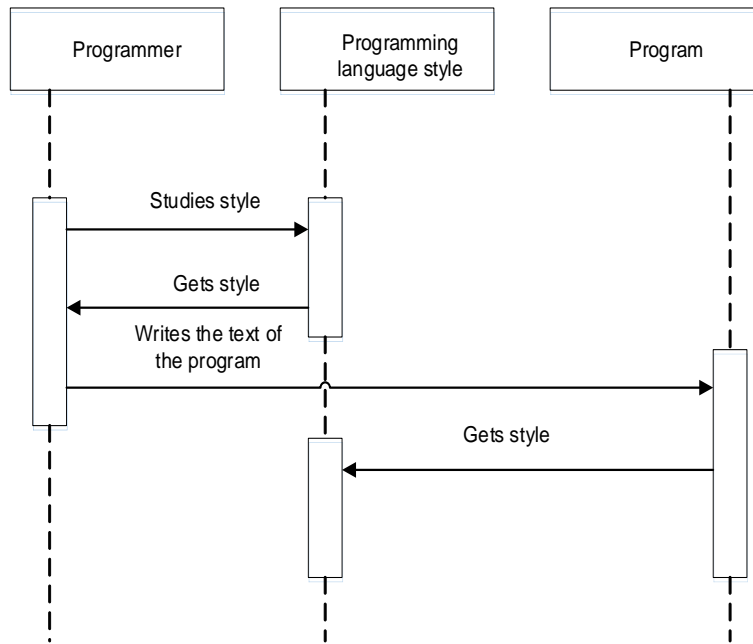 Programmer
Programming
language style
Program
Studies style
Gets style
Writes the text of
the program
Gets style